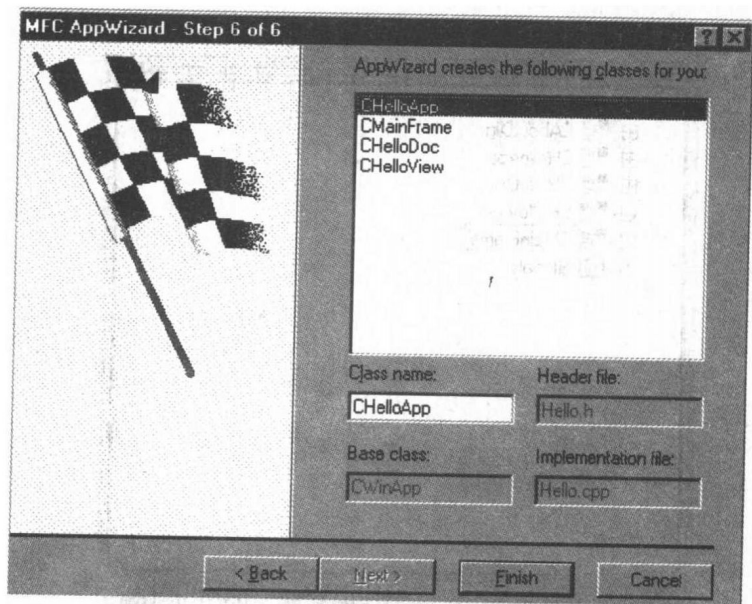 MFC AppWizard - Step 6 of 6
AppWizard creates the following classes for you:
CHelloApp
CMainFrame
CHelloDoc
CHelloView
Class name:
Header file:
CHelloApp
Hello.h
Base class:
Implementation file:
CWinApp
Hello.cpp
< Back
Next >
Finish
Cancel